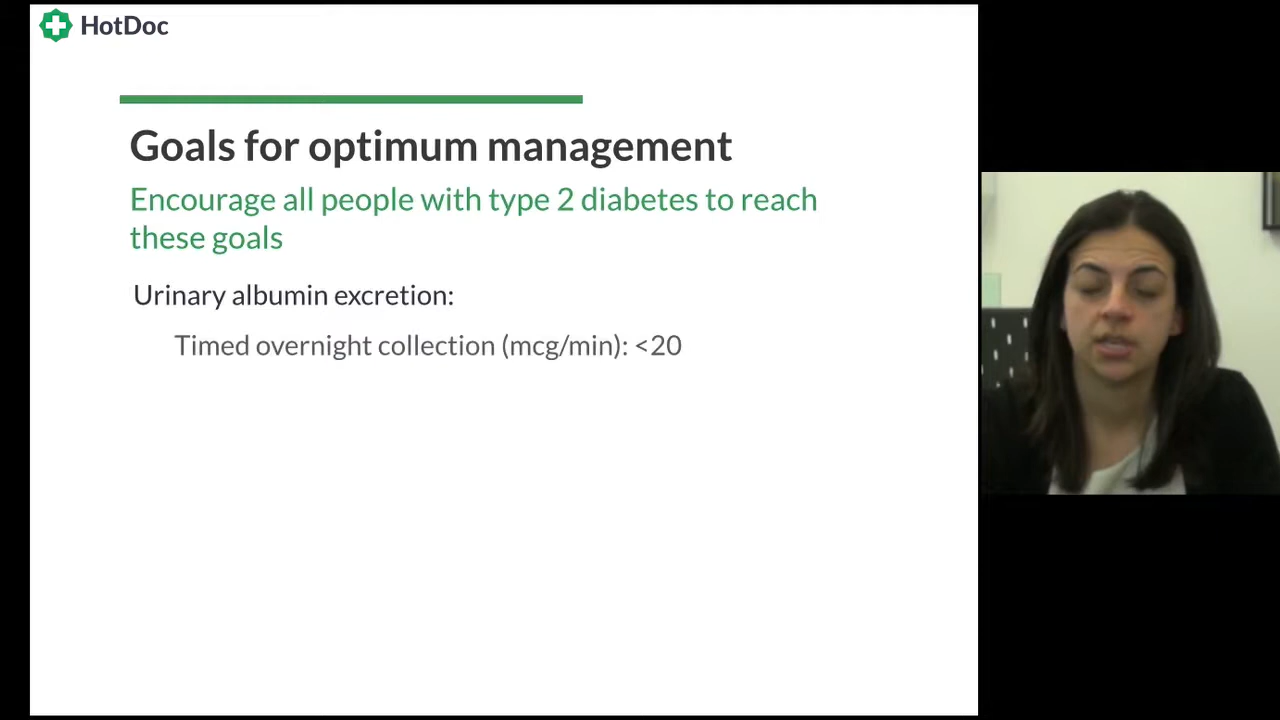 HotDoc
Goals for optimum management
Encourage all people with type 2 diabetes to reach
these goals
Urinary albumin excretion:
Timed overnight collection (mcg/min): <20